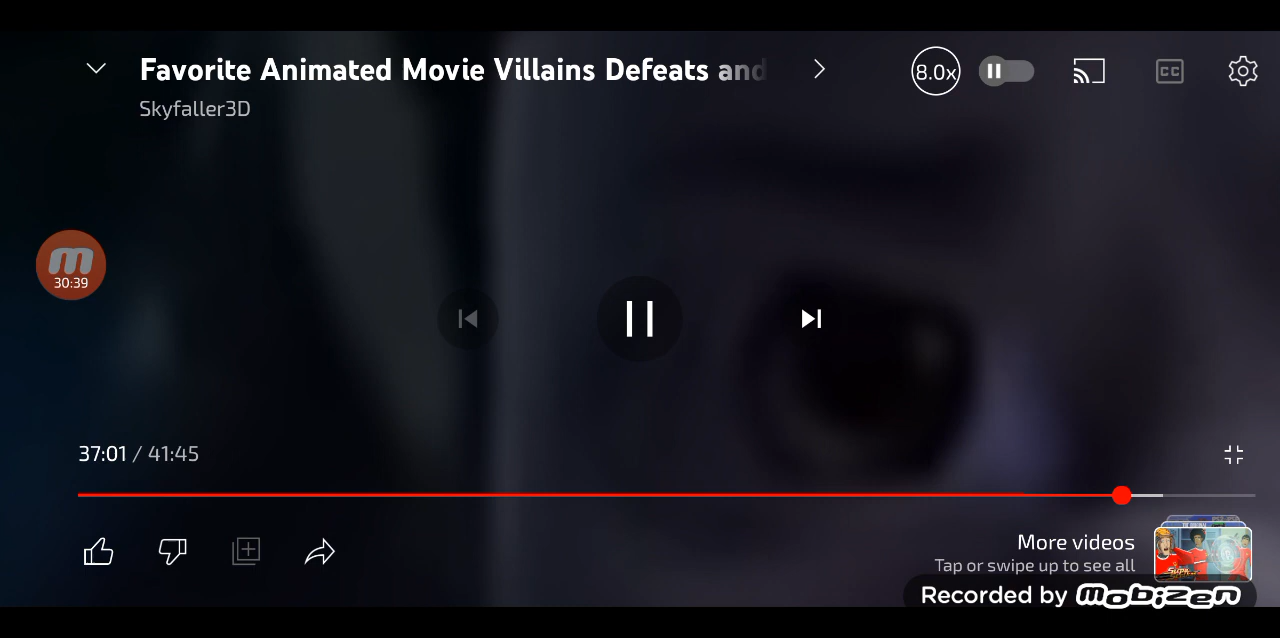 Favorite Animated Movie Villains Defeats and
8.0x
CC
Skyfaller3D
m
30:39
37:01 / 41:45
More videos
Tap or swipe up to see all
Recorded by mobizen